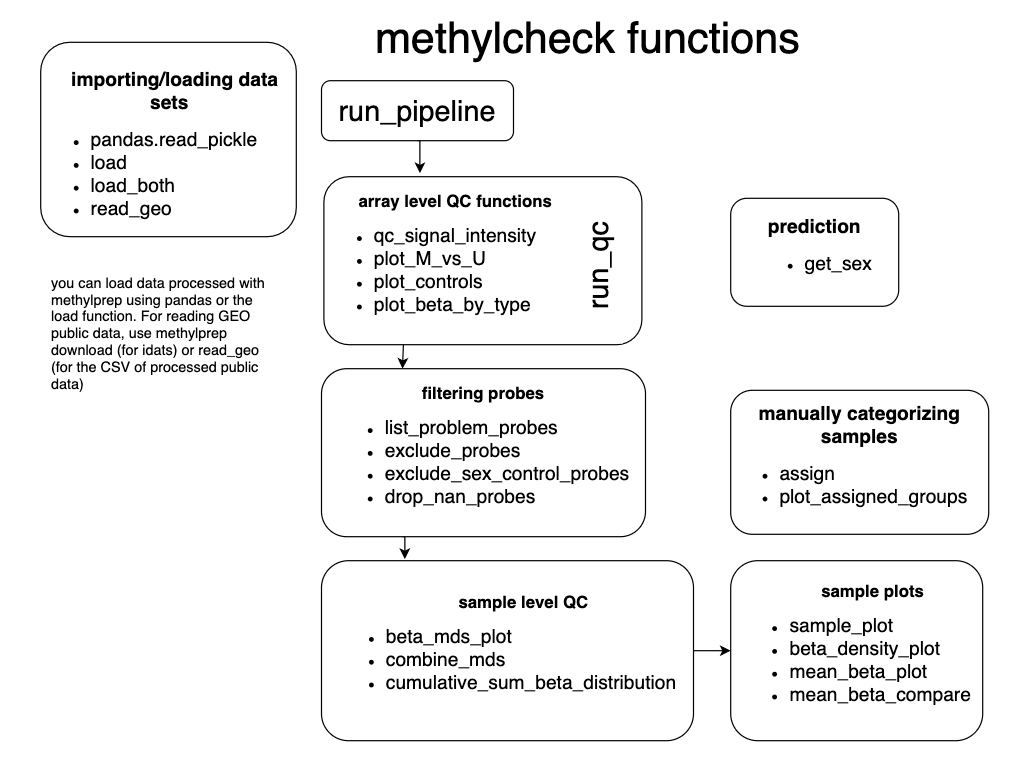 methylcheck functions
importing/loading data
sets
• pandas.read_pickle
• load
• load_both
• read_geo
you can load data processed with
methylprep using pandas or the
load function. For reading GEO
public data, use methylprep
download (for idats) or read_geo
(for the CSV of processed public
data)
run_pipeline
array level QC functions
• qc_signal_intensity
• plot_M_vs_U
• plot_controls
• plot_beta_by_type
run_qc
prediction
• get_sex
filtering probes
• list_problem_probes
• exclude_probes
• exclude_sex_control_probes
• drop_nan_probes
manually categorizing
samples
• assign
• plot_assigned_groups
sample level QC
• beta_mds_plot
• combine_mds
• cumulative_sum_beta_distribution
sample plots
• sample_plot
• beta_density_plot
• mean_beta_plot
• mean_beta_compare